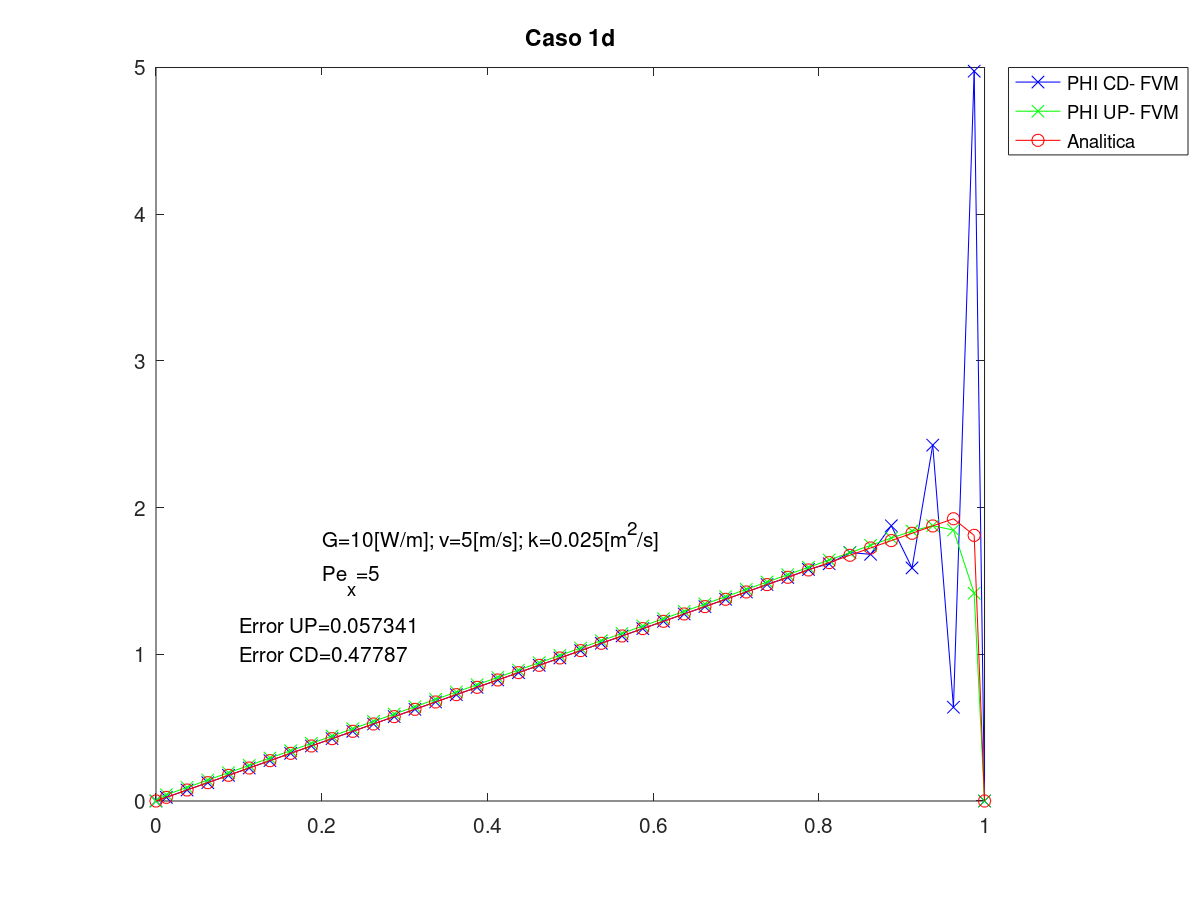 Caso 1d
5
4
3
2
1
0
0
0.2
0.4
0.6
0.8
1
PHI CD- FVM
PHI UP- FVM
Analitica
G=10[W/m]; v=5[m/s]; k=0.025[m²/s]
Peₓ=5
Error UP=0.057341
Error CD=0.47787